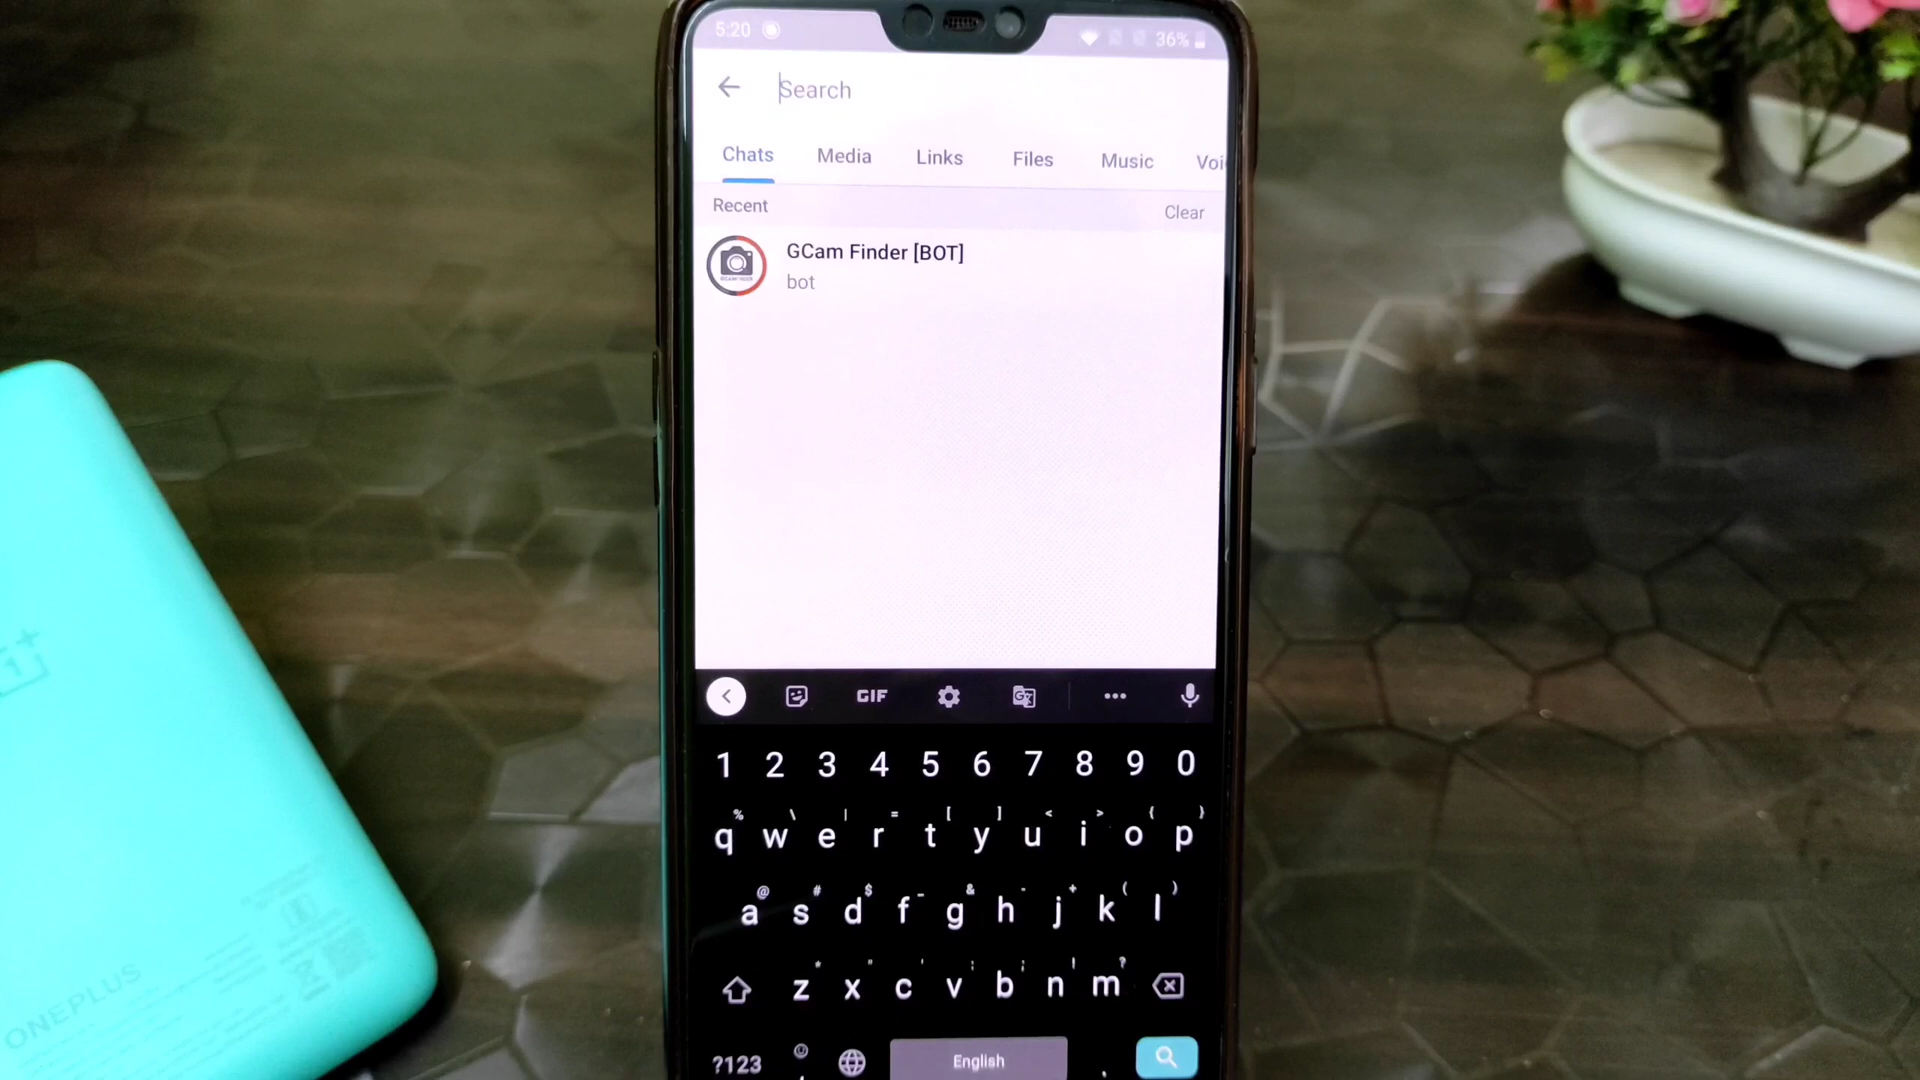 5:20
36%
Search
Chats Media Links Files Music Voi
Recent Clear
GCam Finder [BOT]
bot
GIF
1 2 3 4 5 6 7 8 9 0
% \ | = [ ] < > { }
q w e r t y u i o p
@ # $ _ & - + ( )
a s d f g h j k l
* " ' : ; ! ?
z x c v b n m
?123 , English .
ONEPLUS